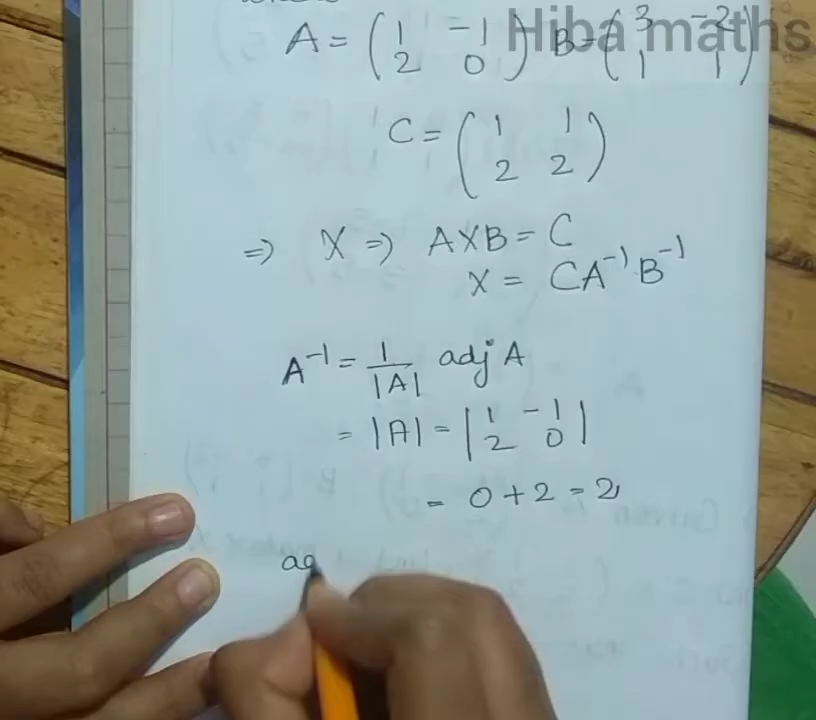 Hiba maths
A = ( 1 -1 2 0 ) B = ( 3 -2 1 1 )
C = ( 1 1 2 2 )
⇒ X ⇒ AXB = C
X = CA⁻¹B⁻¹
A⁻¹ = 1/|A| adj A
= |A| = | 1 -1 2 0 |
= 0 + 2 = 2